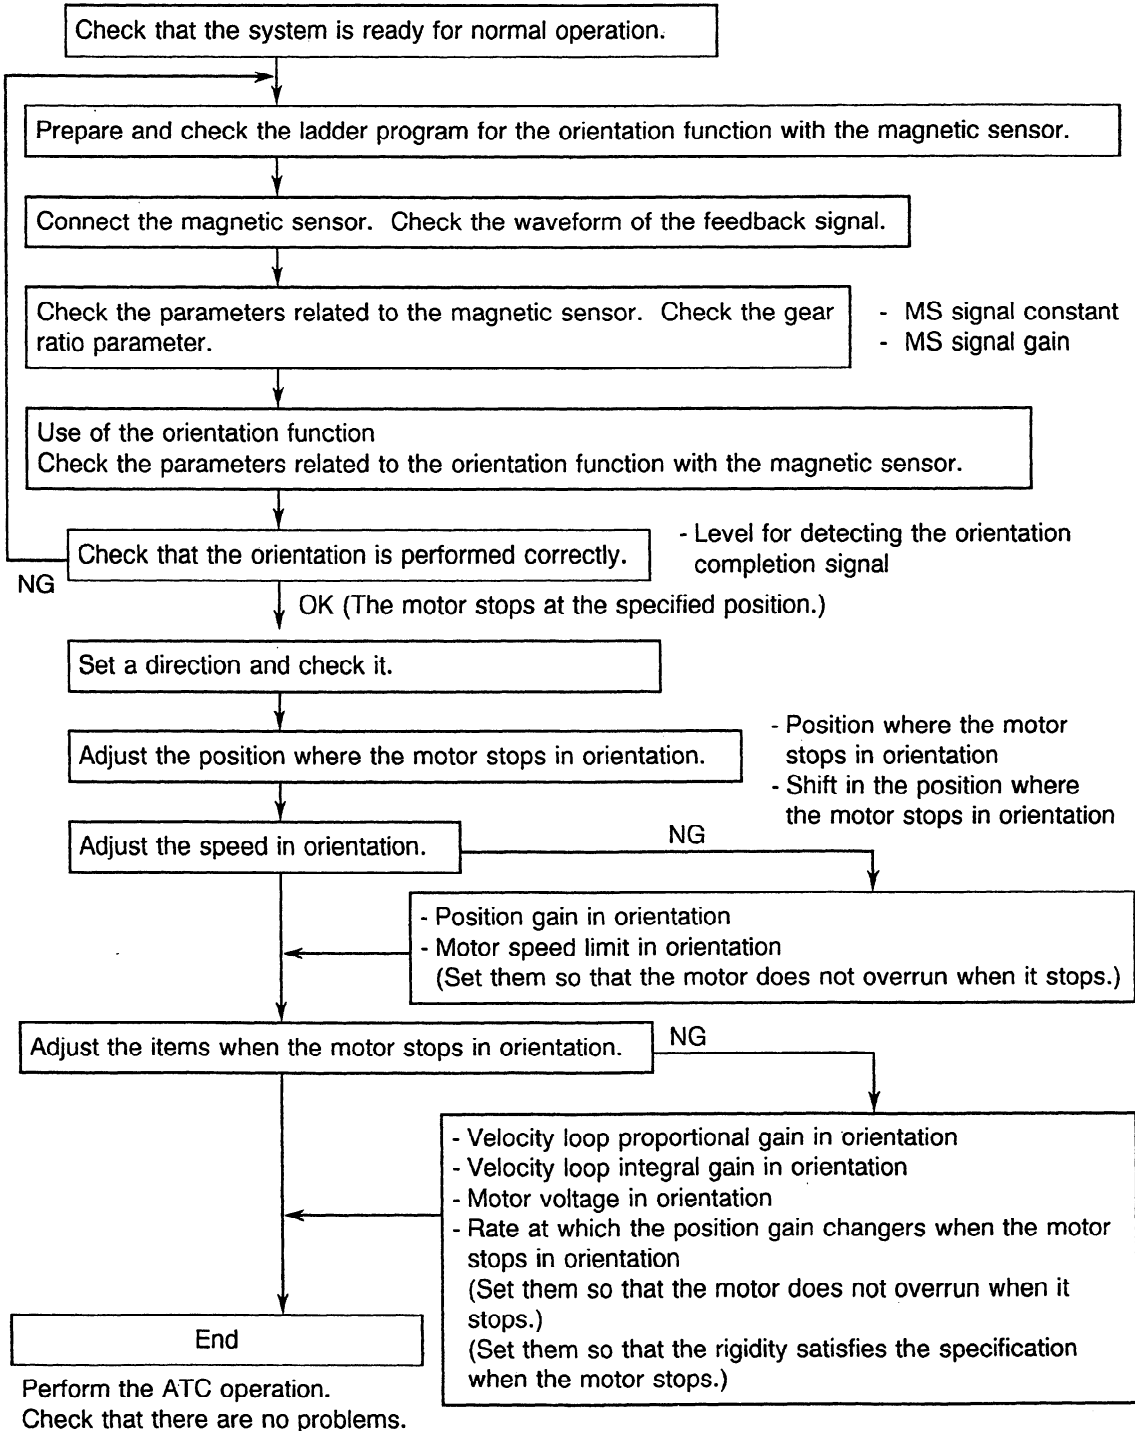 Check that the system is ready for normal operation.
Prepare and check the ladder program for the orientation function with the magnetic sensor.
Connect the magnetic sensor. Check the waveform of the feedback signal.
Check the parameters related to the magnetic sensor. Check the gear
ratio parameter.
- MS signal constant
- MS signal gain
Use of the orientation function
Check the parameters related to the orientation function with the magnetic sensor.
Check that the orientation is performed correctly.
- Level for detecting the orientation
completion signal
NG
OK (The motor stops at the specified position.)
Set a direction and check it.
Adjust the position where the motor stops in orientation.
- Position where the motor
stops in orientation
- Shift in the position where
the motor stops in orientation
Adjust the speed in orientation.
NG
- Position gain in orientation
- Motor speed limit in orientation
(Set them so that the motor does not overrun when it stops.)
Adjust the items when the motor stops in orientation.
NG
- Velocity loop proportional gain in orientation
- Velocity loop integral gain in orientation
- Motor voltage in orientation
- Rate at which the position gain changers when the motor
stops in orientation
(Set them so that the motor does not overrun when it
stops.)
(Set them so that the rigidity satisfies the specification
when the motor stops.)
End
Perform the ATC operation.
Check that there are no problems.